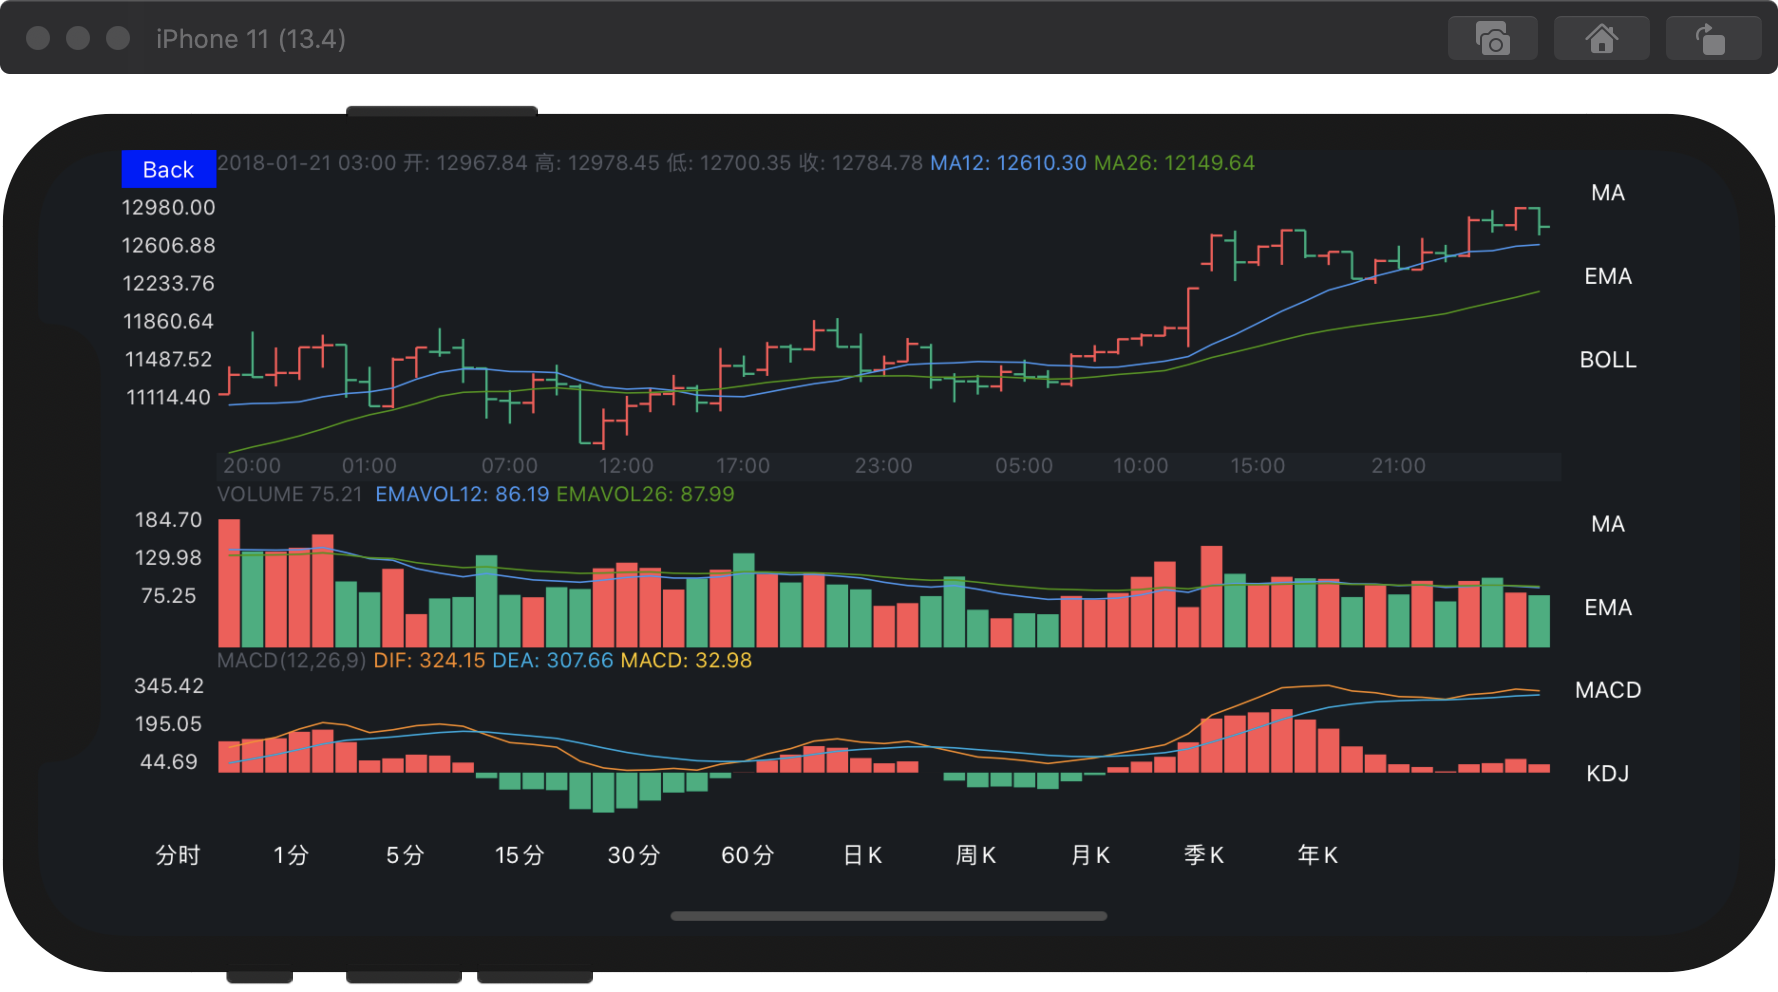 iPhone 11 (13.4)
Back
2018-01-21 03:00 开: 12967.84 高: 12978.45 低: 12700.35 收: 12784.78 MA12: 12610.30 MA26: 12149.64
MA
12980.00
12606.88
12233.76
11860.64
11487.52
11114.40
EMA
BOLL
20:00 01:00 07:00 12:00 17:00 23:00 05:00 10:00 15:00 21:00
VOLUME 75.21 EMAVOL12: 86.19 EMAVOL26: 87.99
184.70
129.98
75.25
MA
EMA
MACD(12,26,9) DIF: 324.15 DEA: 307.66 MACD: 32.98
345.42
195.05
44.69
MACD
KDJ
分时 1分 5分 15分 30分 60分 日K 周K 月K 季K 年K